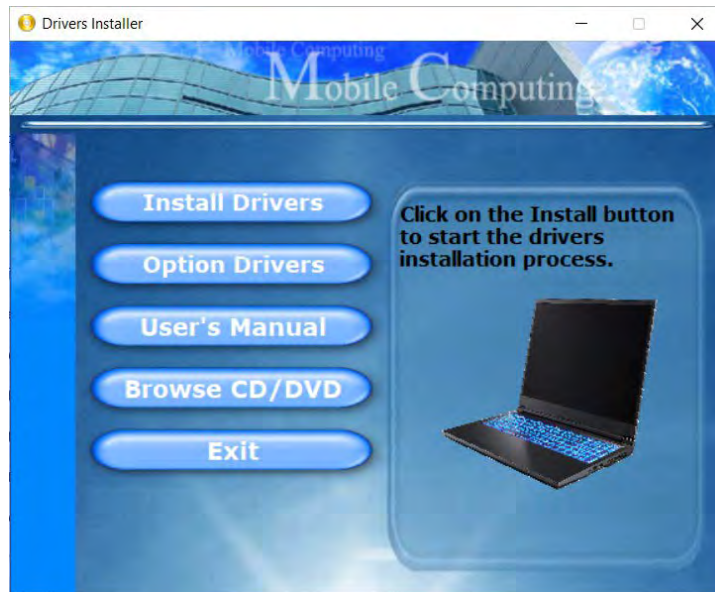 Drivers Installer
Mobile Computing
Mobile Computing
Install Drivers
Option Drivers
User's Manual
Browse CD/DVD
Exit
Click on the Install button
to start the drivers
installation process.